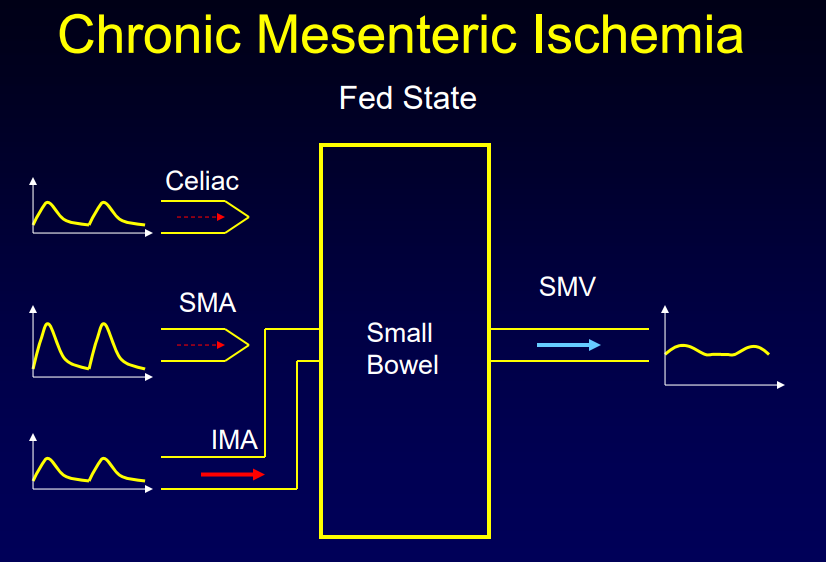 Chronic Mesenteric Ischemia
Fed State
Celiac
SMA
SMV
Small
Bowel
IMA